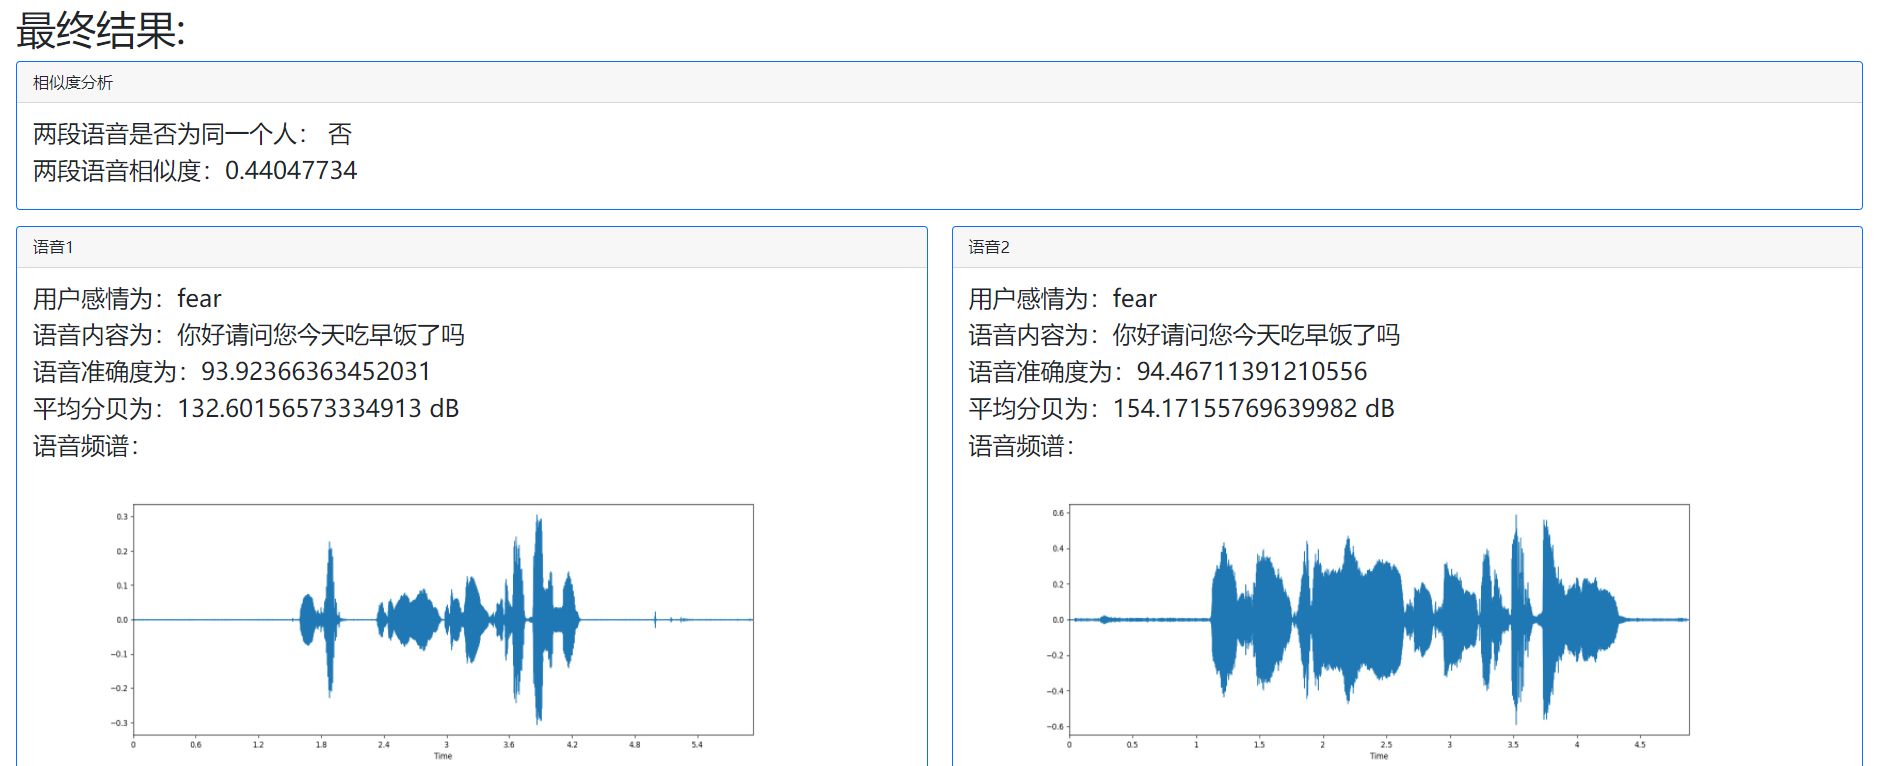 最终结果:
相似度分析
两段语音是否为同一个人： 否
两段语音相似度：0.44047734
语音1
用户感情为：fear
语音内容为：你好请问您今天吃早饭了吗
语音准确度为：93.92366363452031
平均分贝为：132.60156573334913 dB
语音频谱：
0.3
0.2
0.1
0.0
−0.1
−0.2
−0.3
0 0.6 1.2 1.8 2.4 3 3.6 4.2 4.8 5.4
Time
语音2
用户感情为：fear
语音内容为：你好请问您今天吃早饭了吗
语音准确度为：94.46711391210556
平均分贝为：154.17155769639982 dB
语音频谱：
0.6
0.4
0.2
0.0
−0.2
−0.4
−0.6
0 0.5 1 1.5 2 2.5 3 3.5 4 4.5
Time